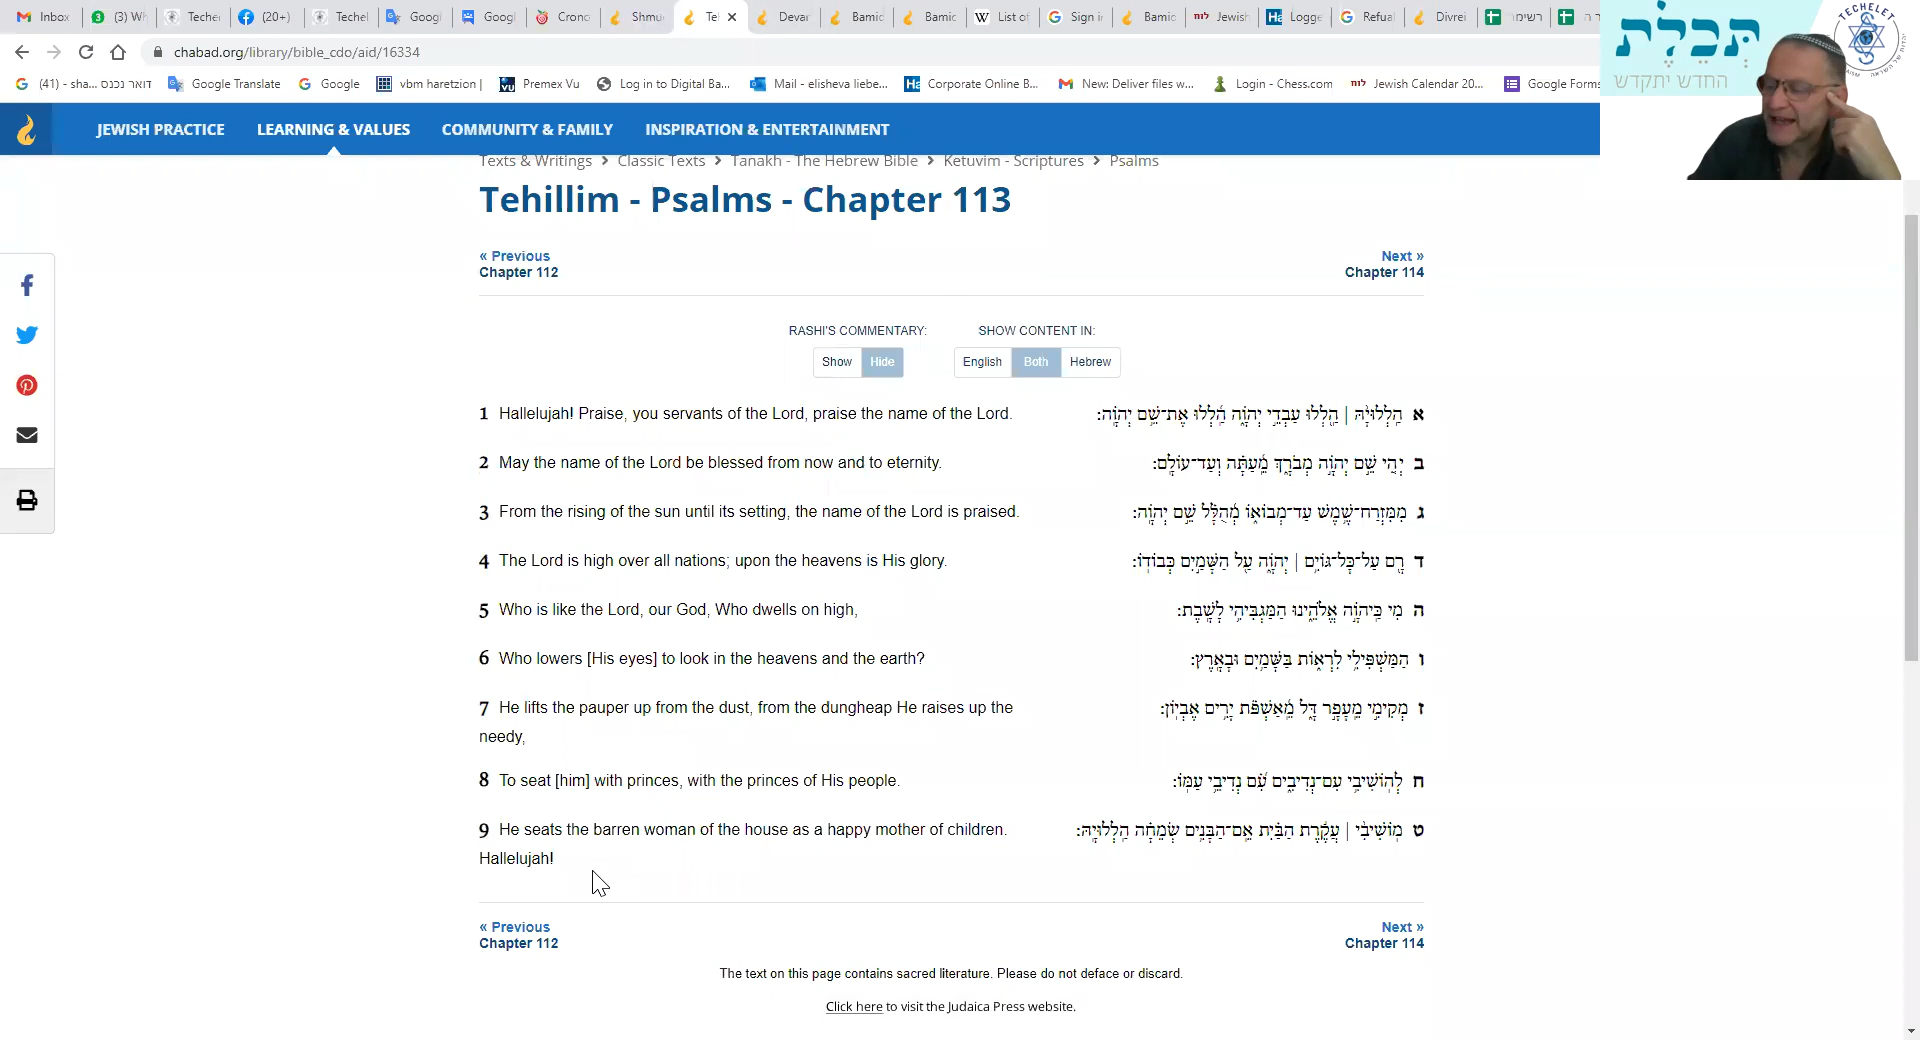 Inbox
(3) Wh
Techel
(20+)
Techel
Googl
Googl
Cronc
Shmu
Teh
Devar
Bamid
Bamic
List of
Sign in
Bamic
Jewish
Logge
Refual
Divrei
רשימו
chabad.org/library/bible_cdo/aid/16334
(41) - sha... דואר נכנס
Google Translate
Google
vbm haretzion |
Premex Vu
Log in to Digital Ba...
Mail - elisheva liebe...
Corporate Online B...
New: Deliver files w...
Login - Chess.com
Jewish Calendar 20...
Google Forms
תְּכֵלֶת
החדש יתקדש
TECHELET
JEWISH PRACTICE
LEARNING & VALUES
COMMUNITY & FAMILY
INSPIRATION & ENTERTAINMENT
Texts & Writings > Classic Texts > Tanakh - The Hebrew Bible > Ketuvim - Scriptures > Psalms
Tehillim - Psalms - Chapter 113
« Previous
Chapter 112
Next »
Chapter 114
RASHI'S COMMENTARY:
Show Hide
SHOW CONTENT IN:
English Both Hebrew
1 Hallelujah! Praise, you servants of the Lord, praise the name of the Lord.
א הַֽלְלוּיָ֨הּ | הַֽ֖לְלוּ עַבְדֵ֣י יְהֹוָ֑ה הַֽ֜לְל֗וּ אֶת־שֵׁ֥ם יְהֹוָֽה:
2 May the name of the Lord be blessed from now and to eternity.
ב יְהִ֚י שֵׁ֣ם יְהֹוָ֣ה מְבֹרָ֑ךְ מֵֽ֜עַתָּ֗ה וְעַד־עוֹלָֽם:
3 From the rising of the sun until its setting, the name of the Lord is praised.
ג מִמִּזְרַח־שֶׁ֥מֶשׁ עַד־מְבוֹא֑וֹ מְ֜הֻלָּ֗ל שֵׁ֣ם יְהֹוָֽה:
4 The Lord is high over all nations; upon the heavens is His glory.
ד רָ֖ם עַל־כָּל־גּוֹיִ֥ם | יְהֹוָ֑ה עַ֖ל הַשָּׁמַ֣יִם כְּבוֹדֽוֹ:
5 Who is like the Lord, our God, Who dwells on high,
ה מִ֖י כַּֽיהֹוָ֣ה אֱלֹהֵ֑ינוּ הַמַּגְבִּיהִ֥י לָשָֽׁבֶת:
6 Who lowers [His eyes] to look in the heavens and the earth?
ו הַמַּשְׁפִּילִ֥י לִרְא֑וֹת בַּשָּׁמַ֥יִם וּבָאָֽרֶץ:
7 He lifts the pauper up from the dust, from the dungheap He raises up the
needy,
ז מְקִימִ֣י מֵֽעָפָ֣ר דָּ֑ל מֵֽ֜אַשְׁפֹּ֗ת יָרִ֥ים אֶבְיֽוֹן:
8 To seat [him] with princes, with the princes of His people.
ח לְהֽוֹשִׁיבִ֥י עִם־נְדִיבִ֑ים עִ֜֗ם נְדִיבֵ֥י עַמּֽוֹ:
9 He seats the barren woman of the house as a happy mother of children.
Hallelujah!
ט מֽוֹשִׁיבִ֨י | עֲקֶ֬רֶת הַבַּ֗יִת אֵֽם־הַבָּנִ֥ים שְׂמֵחָ֗ה הַֽלְלוּיָֽהּ:
« Previous
Chapter 112
Next »
Chapter 114
The text on this page contains sacred literature. Please do not deface or discard.
Click here to visit the Judaica Press website.